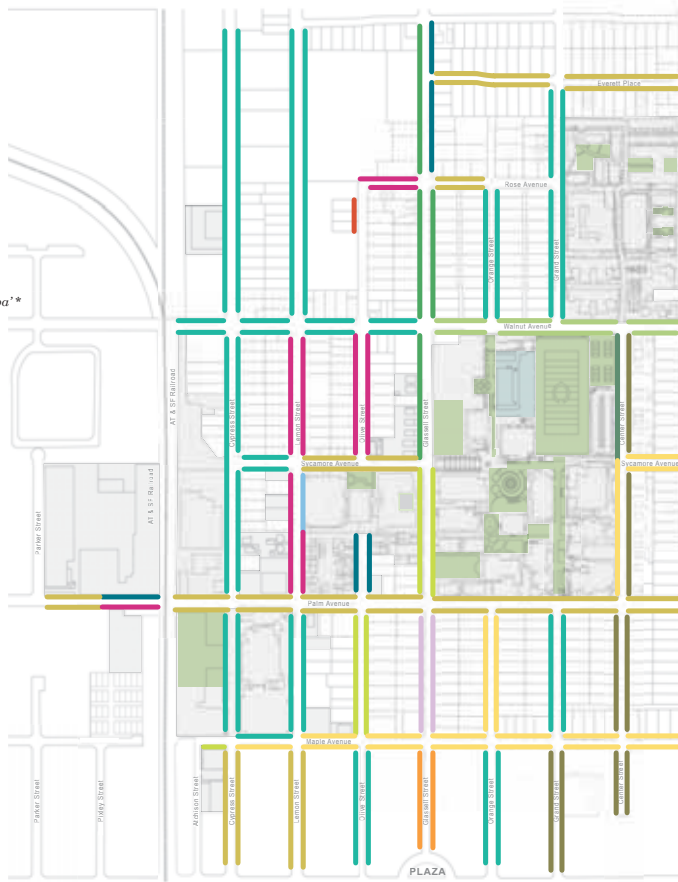 Everett Place
Rose Avenue
Orange Street
Grand Street
pa’ *
Walnut Avenue
AT & SF Railroad
Cypress Street
Lemon Street
Olive Street
Glassell Street
Center Street
Sycamore Avenue
Sycamore Avenue
AT & SF Railroad
Parker Street
Palm Avenue
Maple Avenue
Parker Street
Pixley Street
Atchison Street
Cypress Street
Lemon Street
Olive Street
Glassell Street
Orange Street
Grand Street
Center Street
PLAZA